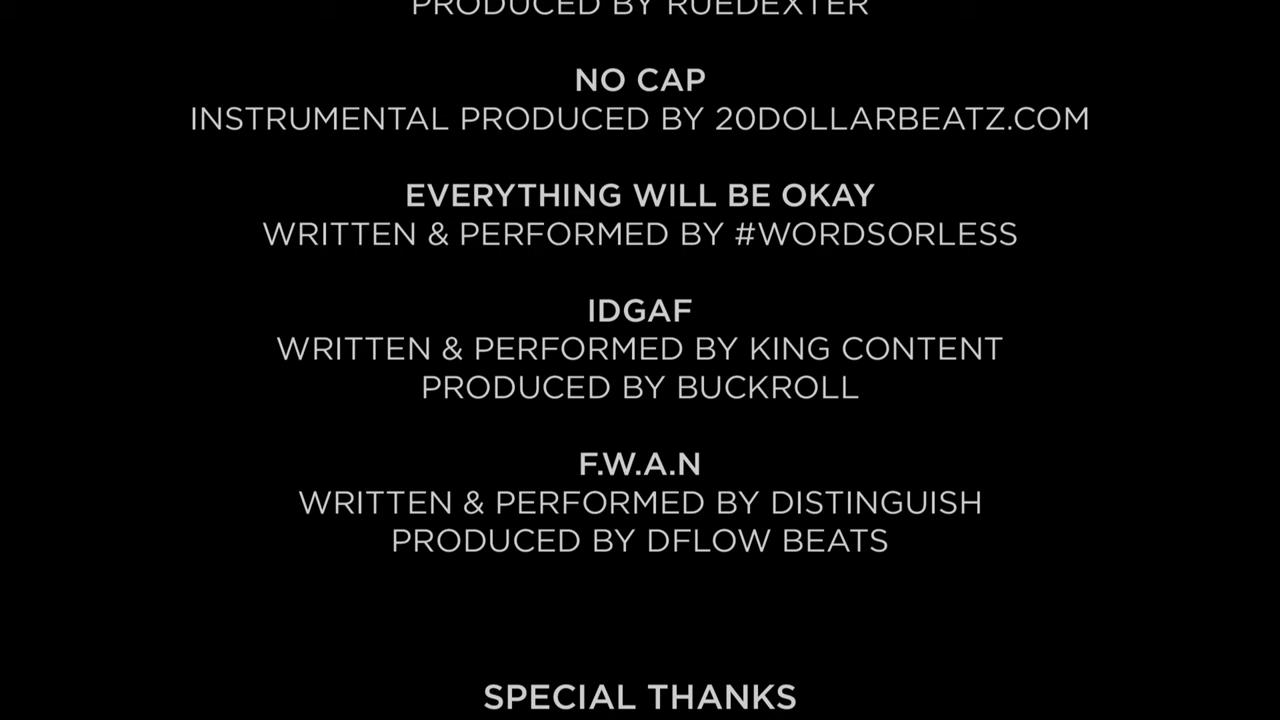 PRODUCED BY RUEDEXTER
NO CAP
INSTRUMENTAL PRODUCED BY 20DOLLARBEATZ.COM
EVERYTHING WILL BE OKAY
WRITTEN & PERFORMED BY #WORDSORLESS
IDGAF
WRITTEN & PERFORMED BY KING CONTENT
PRODUCED BY BUCKROLL
F.W.A.N
WRITTEN & PERFORMED BY DISTINGUISH
PRODUCED BY DFLOW BEATS
SPECIAL THANKS